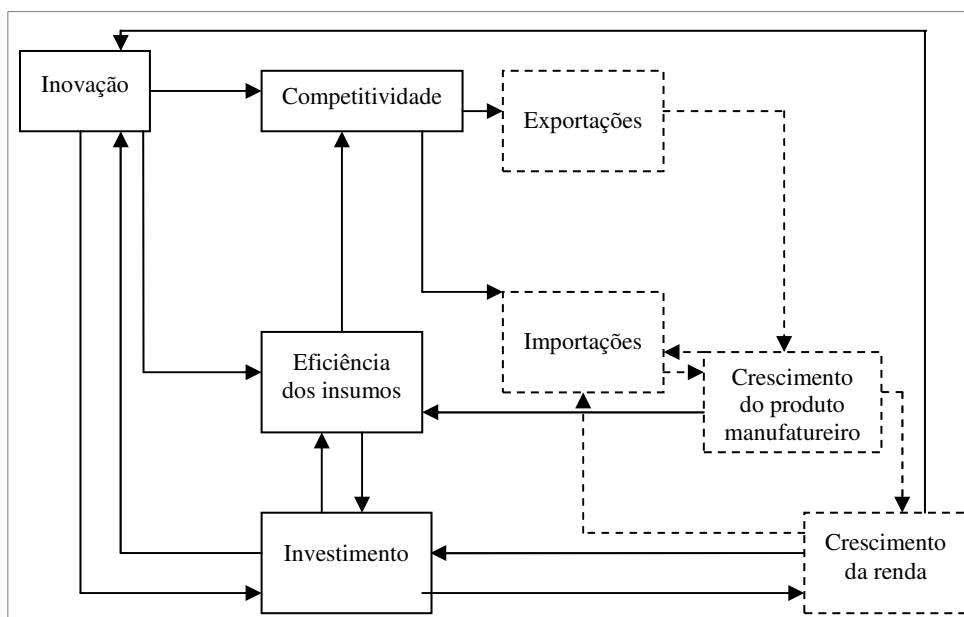 Inovação
Competitividade
Exportações
Eficiência
dos insumos
Importações
Crescimento
do produto
manufatureiro
Investimento
Crescimento
da renda